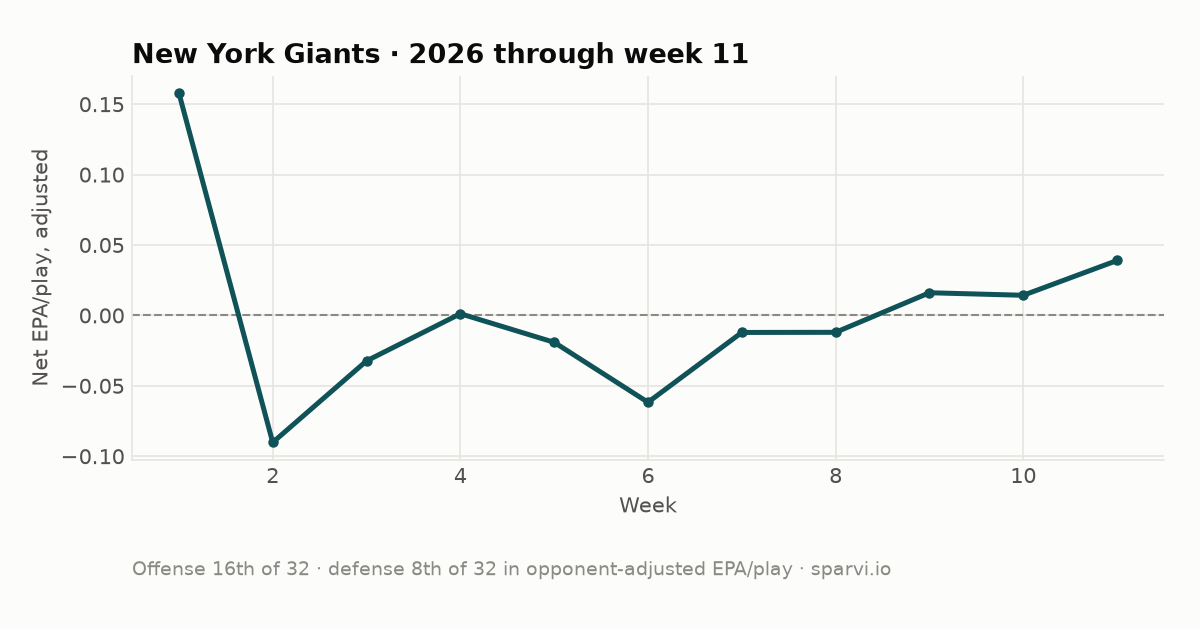 New York Giants · 2026 through week 11
Net EPA/play, adjusted
0.15
0.10
0.05
0.00
−0.05
−0.10
2 4 6 8 10
Week
Offense 16th of 32 · defense 8th of 32 in opponent-adjusted EPA/play · sparvi.io